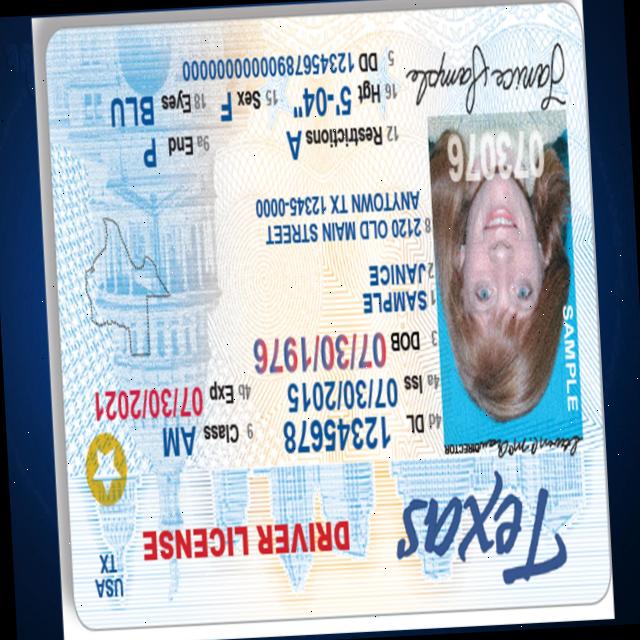 Texas
DRIVER LICENSE
USA
TX
DIRECTOR
4d DL 12345678
9 Class AM
4a Iss 07/30/2015
4b Exp 07/30/2021
3 DOB 07/30/1976
1 SAMPLE
2 JANICE
8 2120 OLD MAIN STREET
ANYTOWN TX 12345-0000
12 Restrictions A
9a End P
16 Hgt 5'-04"
15 Sex F
18 Eyes BLU
5 DD 12345678900000000000
SAMPLE
073076
Janice Sample